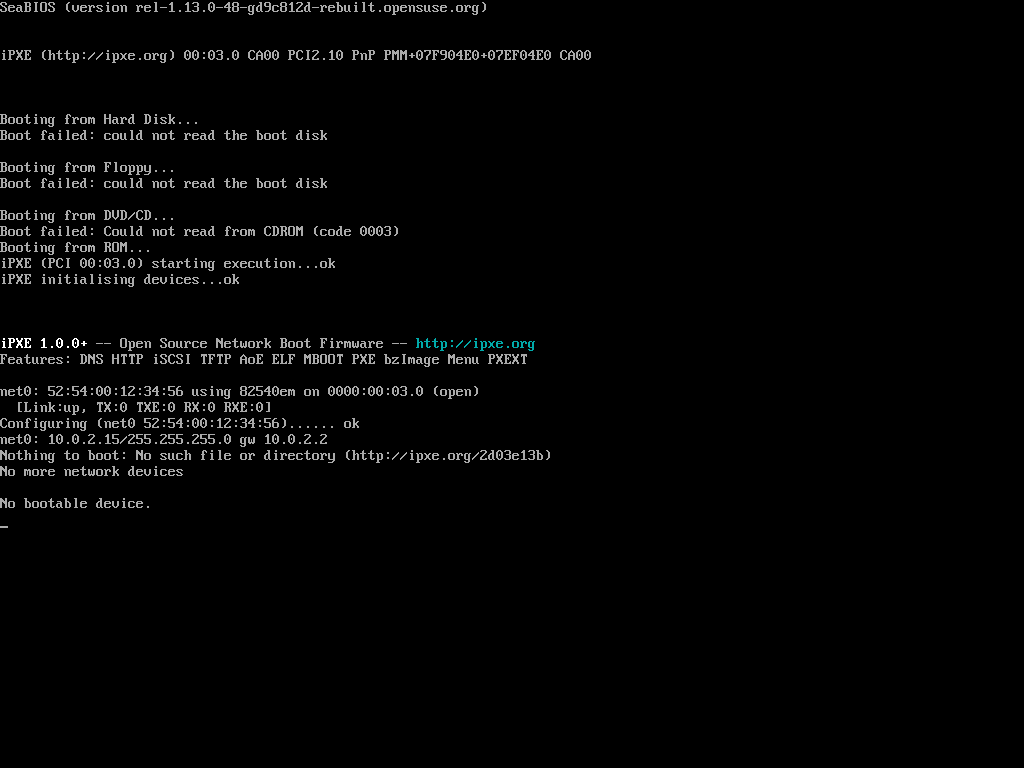 SeaBIOS (version rel-1.13.0-48-gd9c812d-rebuilt.opensuse.org)
iPXE (http://ipxe.org) 00:03.0 CA00 PCI2.10 PnP PMM+07F904E0+07EF04E0 CA00
Booting from Hard Disk...
Boot failed: could not read the boot disk
Booting from Floppy...
Boot failed: could not read the boot disk
Booting from DVD/CD...
Boot failed: Could not read from CDROM (code 0003)
Booting from ROM...
iPXE (PCI 00:03.0) starting execution...ok
iPXE initialising devices...ok
iPXE 1.0.0+ -- Open Source Network Boot Firmware -- http://ipxe.org
Features: DNS HTTP iSCSI TFTP AoE ELF MBOOT PXE bzImage Menu PXEXT
net0: 52:54:00:12:34:56 using 82540em on 0000:00:03.0 (open)
[Link:up, TX:0 TXE:0 RX:0 RXE:0]
Configuring (net0 52:54:00:12:34:56)...... ok
net0: 10.0.2.15/255.255.255.0 gw 10.0.2.2
Nothing to boot: No such file or directory (http://ipxe.org/2d03e13b)
No more network devices
No bootable device.
_